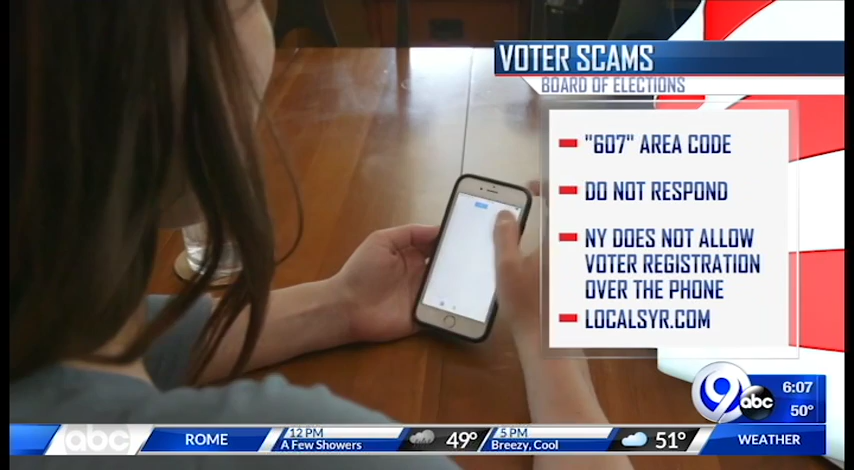 VOTER SCAMS
BOARD OF ELECTIONS
"607" AREA CODE
DO NOT RESPOND
NY DOES NOT ALLOW
VOTER REGISTRATION
OVER THE PHONE
LOCALSYR.COM
9 abc
6:07
50°
abc
ROME
12 PM
A Few Showers
49°
5 PM
Breezy, Cool
51°
WEATHER